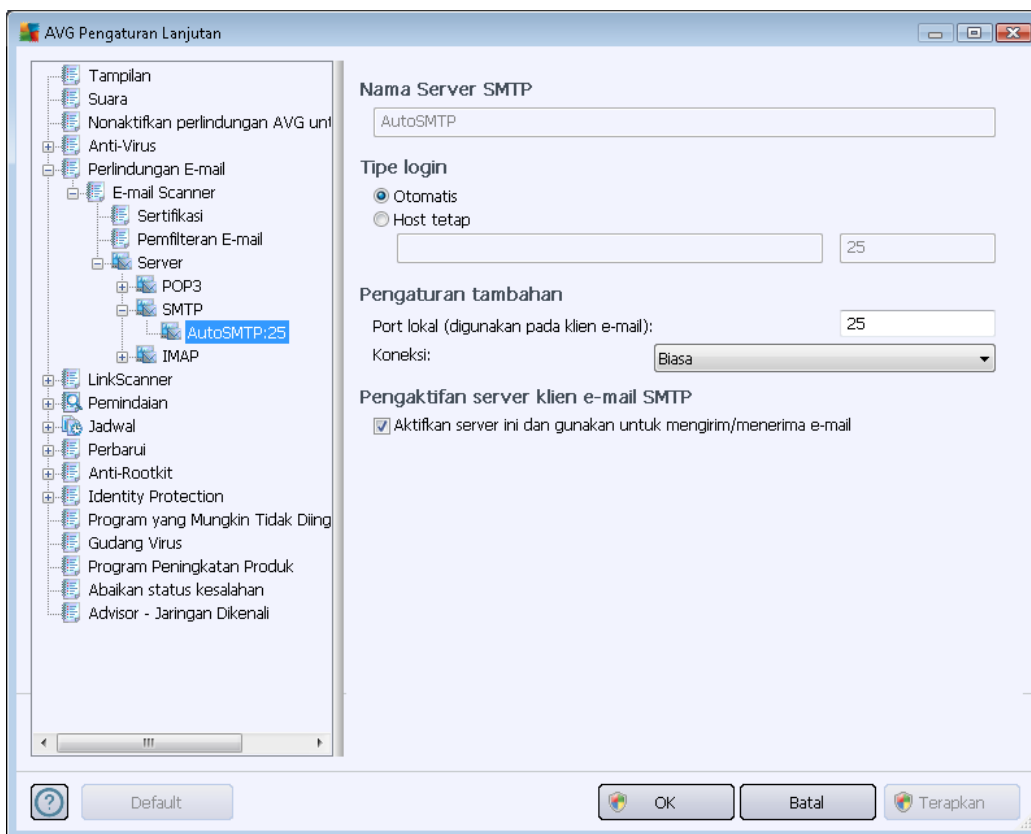 AVG Pengaturan Lanjutan
Tampilan
Suara
Nonaktifkan perlindungan AVG unt
Anti-Virus
Perlindungan E-mail
E-mail Scanner
Sertifikasi
Pemfilteran E-mail
Server
POP3
SMTP
AutoSMTP:25
IMAP
LinkScanner
Pemindaian
Jadwal
Perbarui
Anti-Rootkit
Identity Protection
Program yang Mungkin Tidak Diing
Gudang Virus
Program Peningkatan Produk
Abaikan status kesalahan
Advisor - Jaringan Dikenali
Nama Server SMTP
AutoSMTP
Tipe login
Otomatis
Host tetap
25
Pengaturan tambahan
Port lokal (digunakan pada klien e-mail): 25
Koneksi: Biasa
Pengaktifan server klien e-mail SMTP
Aktifkan server ini dan gunakan untuk mengirim/menerima e-mail
Default OK Batal Terapkan